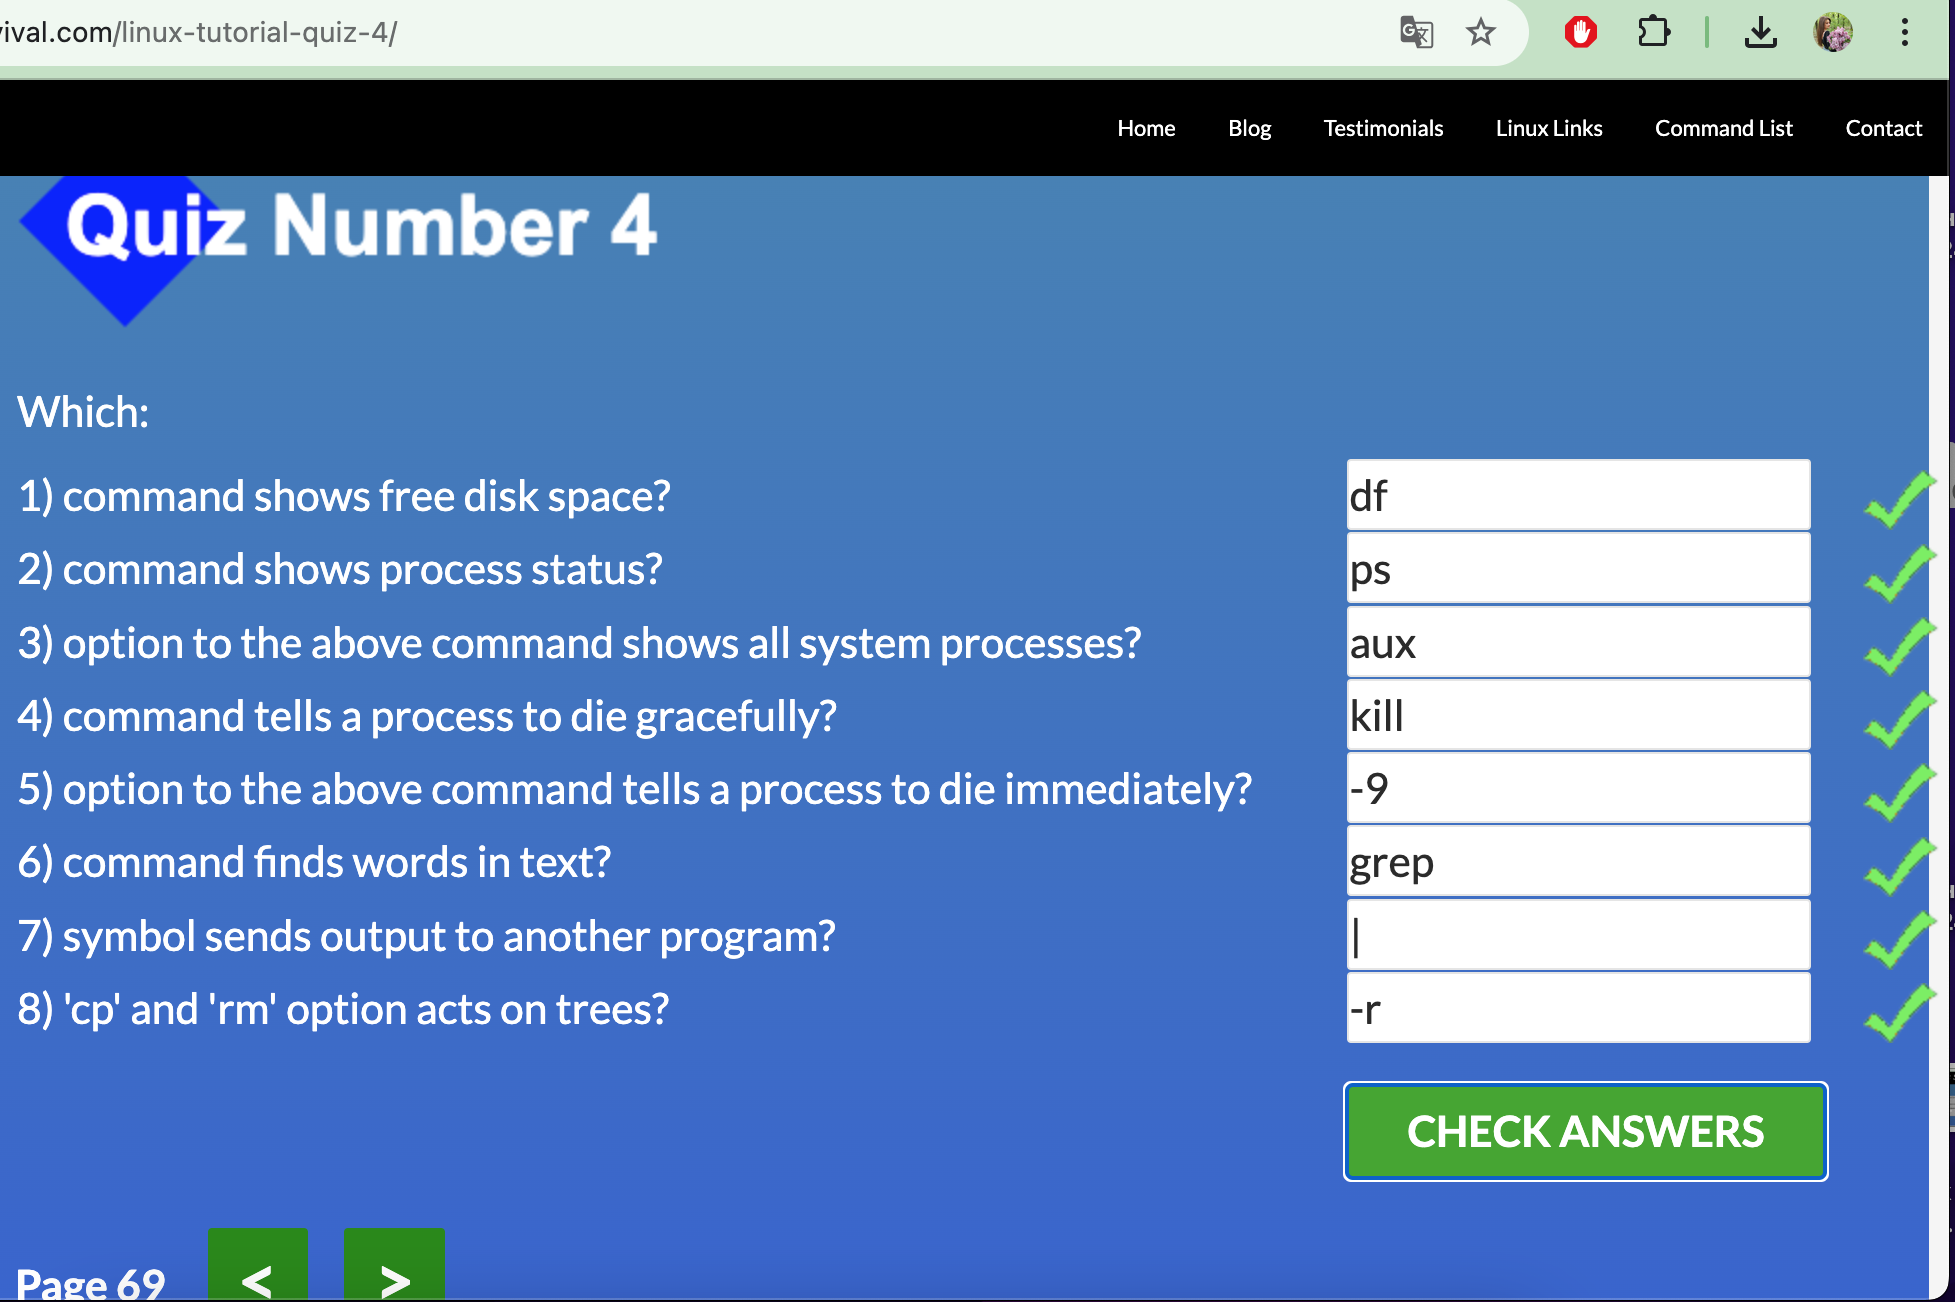 ival.com/linux-tutorial-quiz-4/
Home Blog Testimonials Linux Links Command List Contact
Quiz Number 4
Which:
1) command shows free disk space? df
2) command shows process status? ps
3) option to the above command shows all system processes? aux
4) command tells a process to die gracefully? kill
5) option to the above command tells a process to die immediately? -9
6) command finds words in text? grep
7) symbol sends output to another program? |
8) 'cp' and 'rm' option acts on trees? -r
CHECK ANSWERS
Page 69 < >